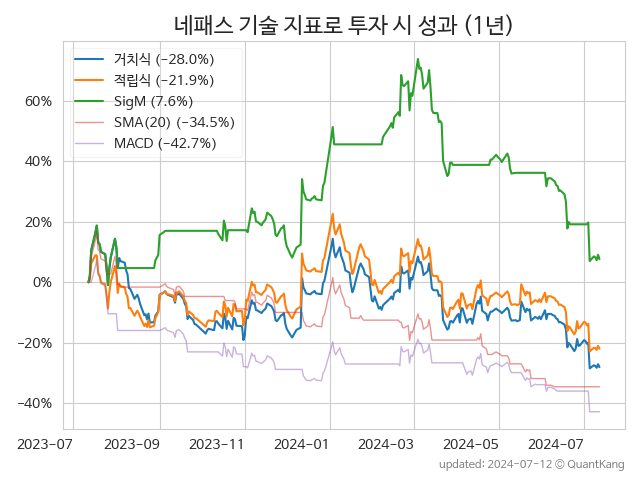 네패스 기술 지표로 투자 시 성과 (1년)
거치식 (−28.0%)
적립식 (−21.9%)
SigM (7.6%)
SMA(20) (−34.5%)
MACD (−42.7%)
60%
40%
20%
0%
−20%
−40%
2023-07 2023-09 2023-11 2024-01 2024-03 2024-05 2024-07
updated: 2024-07-12 © QuantKang